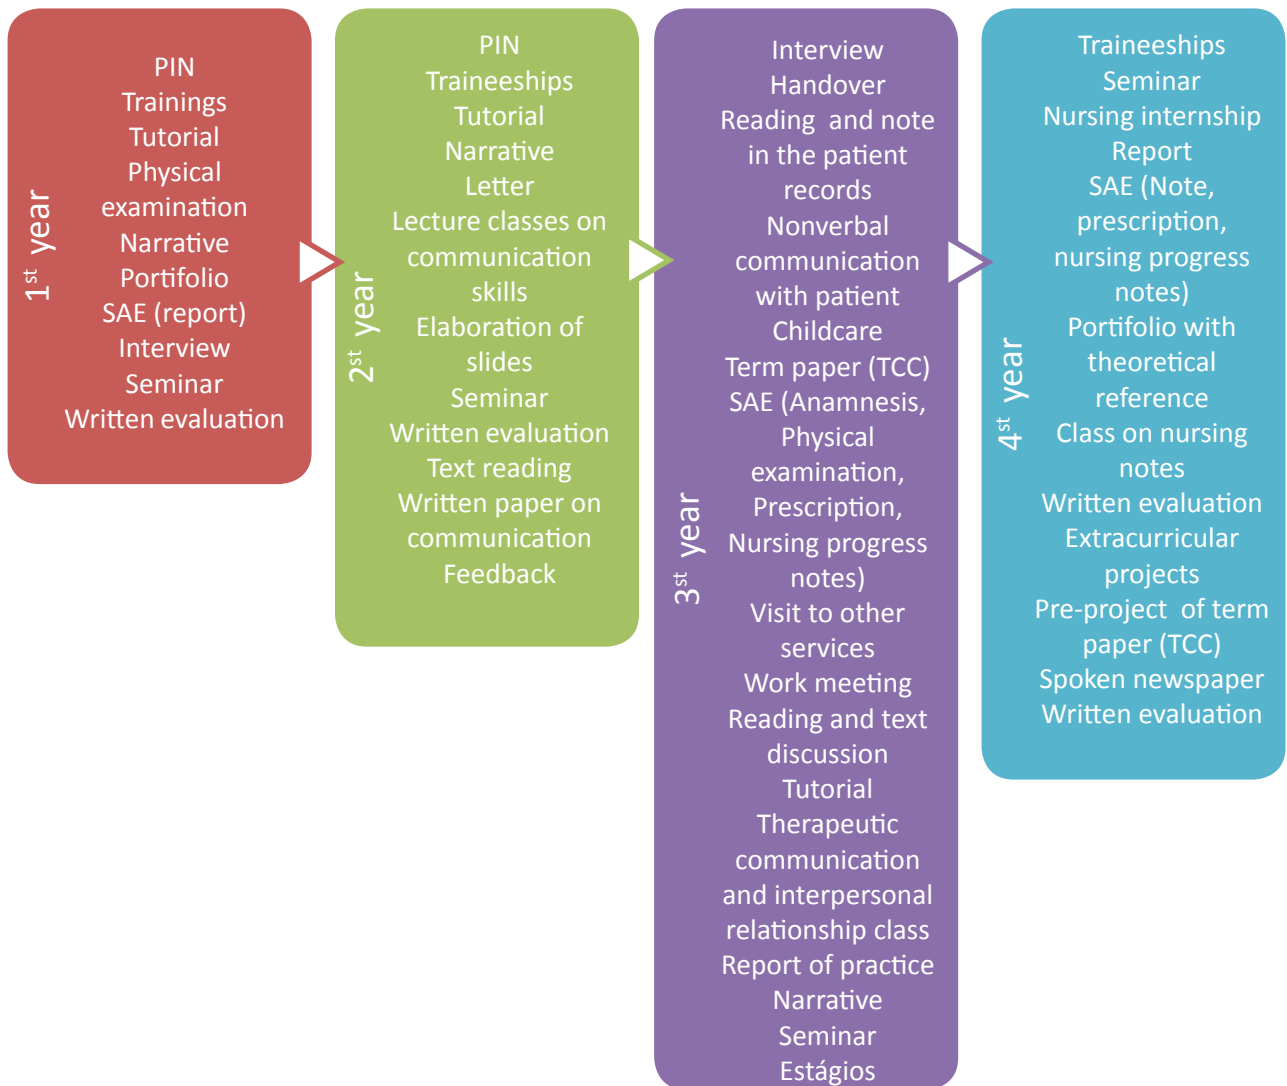 1st year
PIN
Trainings
Tutorial
Physical
examination
Narrative
Portifolio
SAE (report)
Interview
Seminar
Written evaluation
2st year
PIN
Traineeships
Tutorial
Narrative
Letter
Lecture classes on
communication
skills
Elaboration of
slides
Seminar
Written evaluation
Text reading
Written paper on
communication
Feedback
3st year
Interview
Handover
Reading and note
in the patient
records
Nonverbal
communication
with patient
Childcare
Term paper (TCC)
SAE (Anamnesis,
Physical
examination,
Prescription,
Nursing progress
notes)
Visit to other
services
Work meeting
Reading and text
discussion
Tutorial
Therapeutic
communication
and interpersonal
relationship class
Report of practice
Narrative
Seminar
Estágios
4st year
Traineeships
Seminar
Nursing internship
Report
SAE (Note,
prescription,
nursing progress
notes)
Portifolio with
theoretical
reference
Class on nursing
notes
Written evaluation
Extracurricular
projects
Pre-project of term
paper (TCC)
Spoken newspaper
Written evaluation